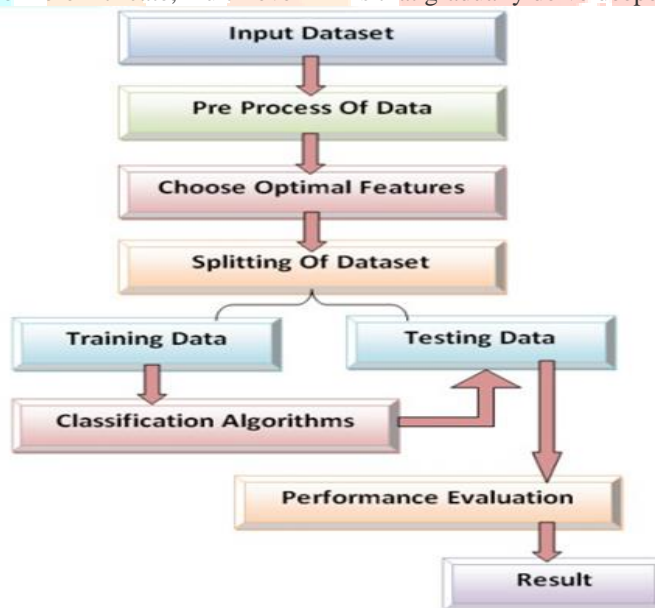 Input Dataset
Pre Process Of Data
Choose Optimal Features
Splitting Of Dataset
Training Data
Testing Data
Classification Algorithms
Performance Evaluation
Result